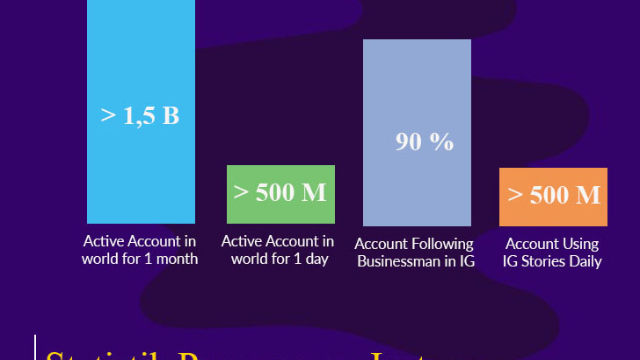 > 1,5 B
> 500 M
90 %
> 500 M
Active Account in
world for 1 month
Active Account in
world for 1 day
Account Following
Businessman in IG
Account Using
IG Stories Daily